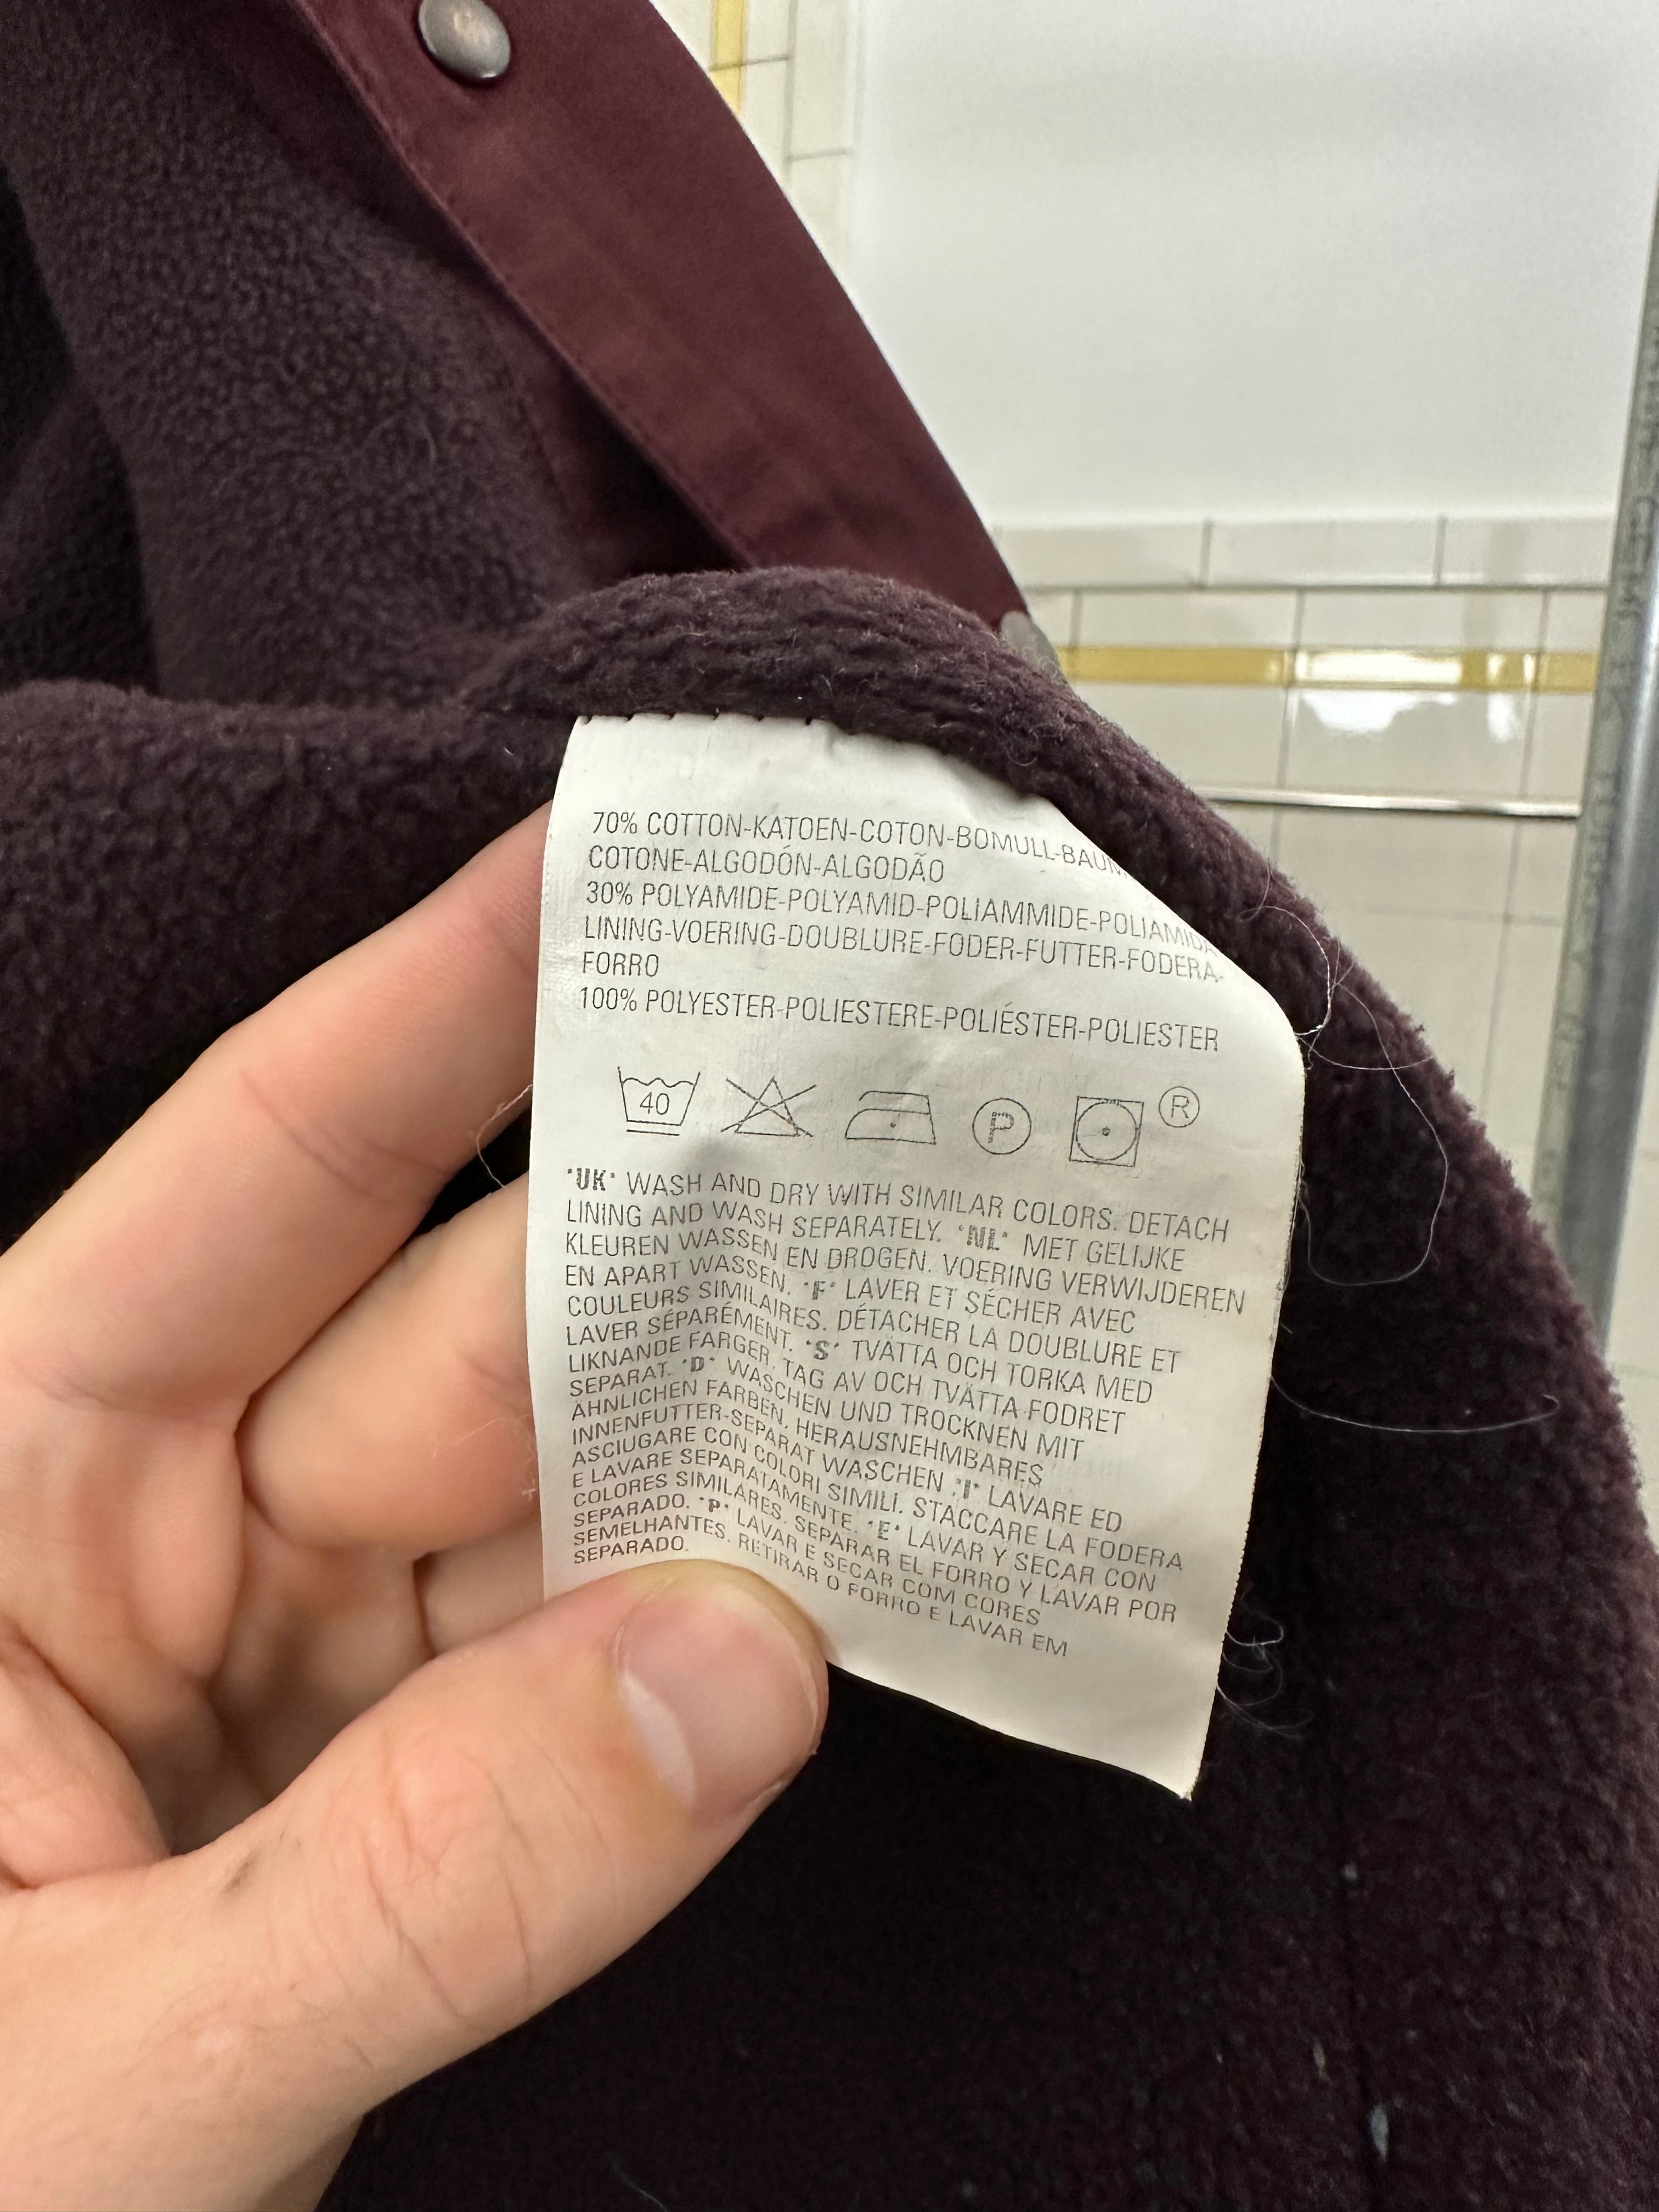 70% COTTON-KATOEN-COTON-BOMULL-BAUM
COTONE-ALGODÓN-ALGODÃO
30% POLYAMIDE-POLYAMID-POLIAMMIDE-POLIAMIDA
LINING-VOERING-DOUBLURE-FODER-FUTTER-FODERA-
FORRO
100% POLYESTER-POLIESTERE-POLIÉSTER-POLIESTER
40 P ®
*UK* WASH AND DRY WITH SIMILAR COLORS. DETACH
LINING AND WASH SEPARATELY. *NL* MET GELIJKE
KLEUREN WASSEN EN DROGEN. VOERING VERWIJDEREN
EN APART WASSEN. *F* LAVER ET SÉCHER AVEC
COULEURS SIMILAIRES. DÉTACHER LA DOUBLURE ET
LAVER SÉPARÉMENT. *S* TVÄTTA OCH TORKA MED
LIKNANDE FARGER. TAG AV OCH TVÄTTA FODRET
SEPARAT. *D* WASCHEN UND TROCKNEN MIT
ÄHNLICHEN FARBEN. HERAUSNEHMBARES
INNENFUTTER-SEPARAT WASCHEN *I* LAVARE ED
ASCIUGARE CON COLORI SIMILI. STACCARE LA FODERA
E LAVARE SEPARATAMENTE. *E* LAVAR Y SECAR CON
COLORES SIMILARES. SEPARAR EL FORRO Y LAVAR POR
SEPARADO. *P* LAVAR E SECAR COM CORES
SEMELHANTES. RETIRAR O FORRO E LAVAR EM
SEPARADO.